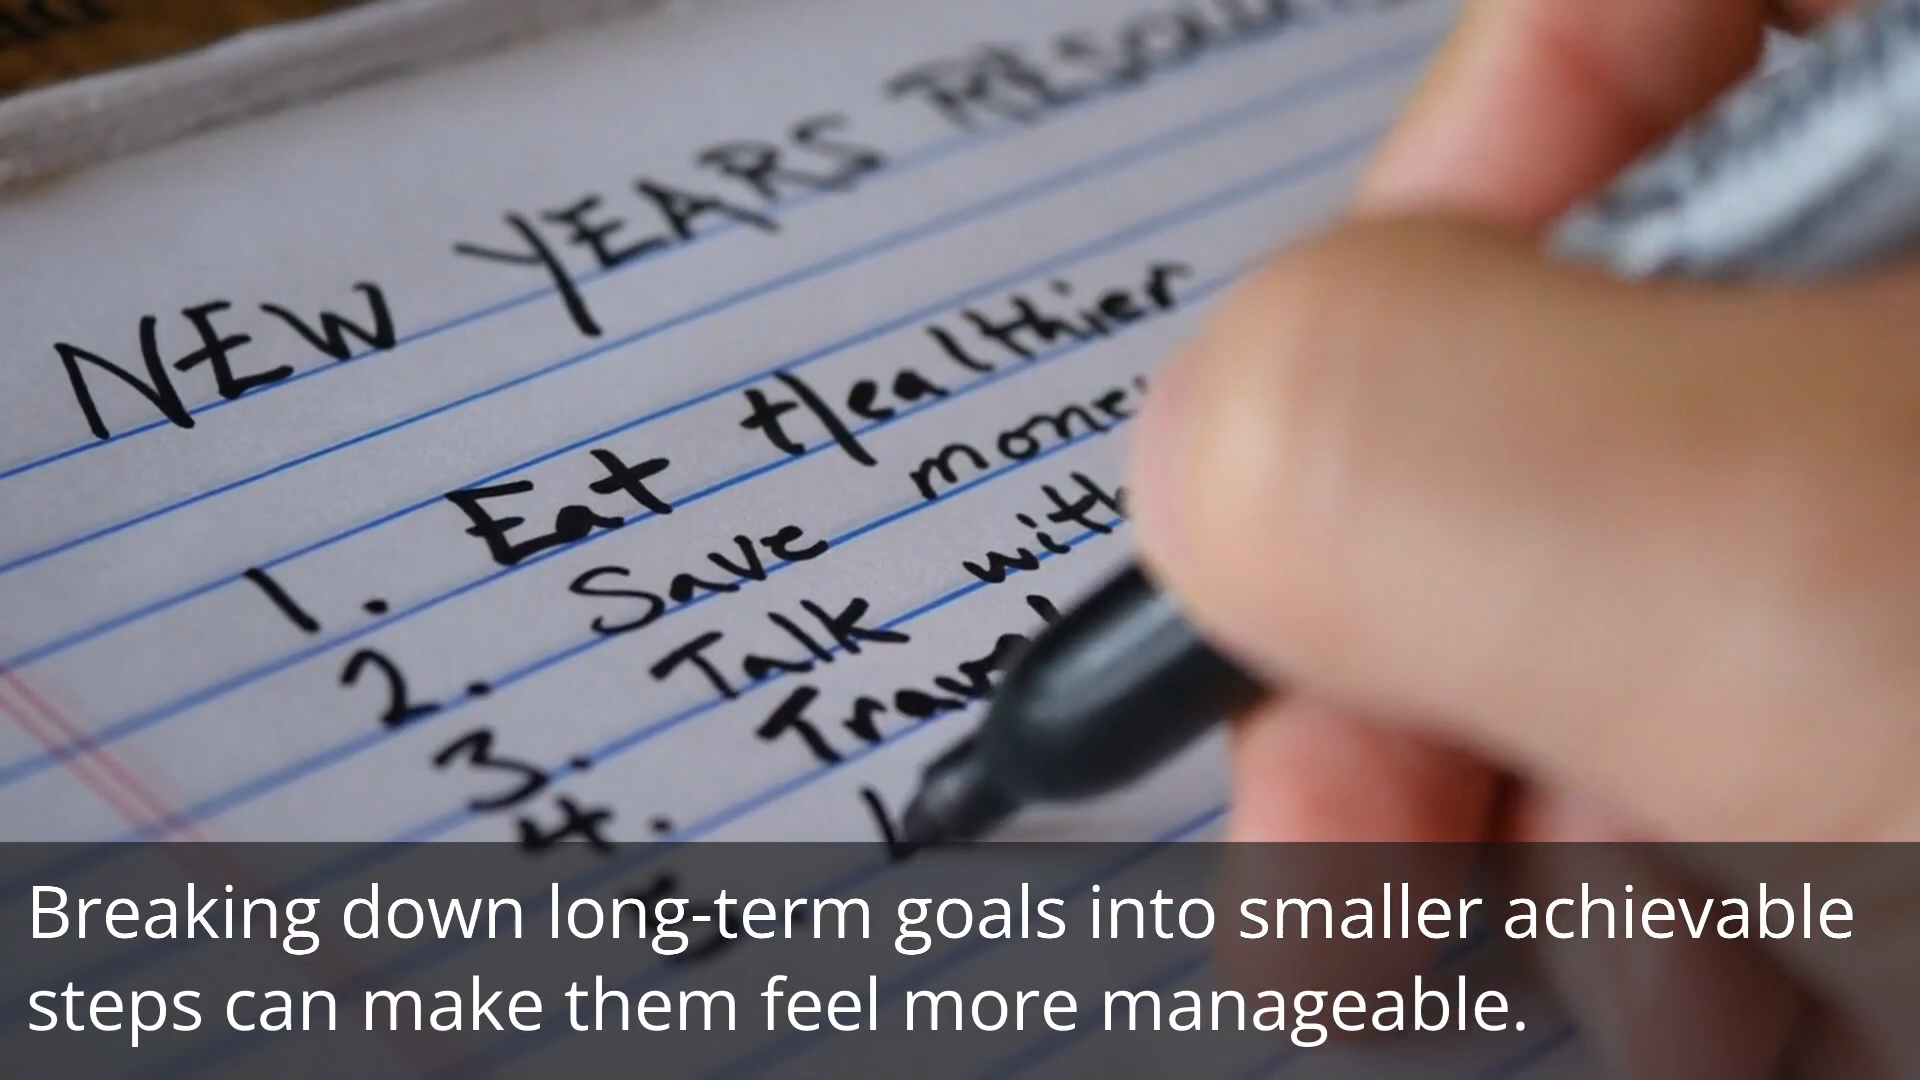 NEW YEARS
1. Eat Healthier
2. Save
3. Talk with
4.
Breaking down long-term goals into smaller achievable
steps can make them feel more manageable.